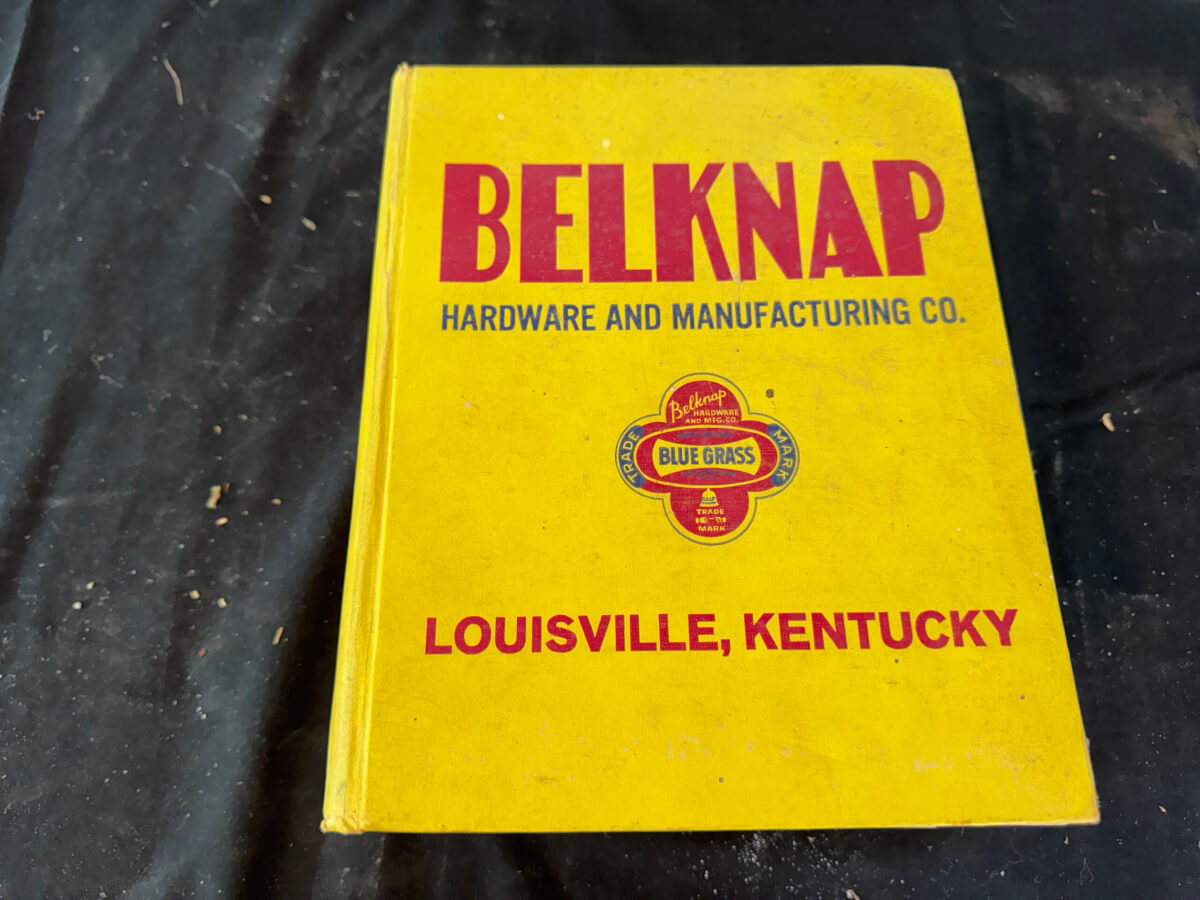 BELKNAP
HARDWARE AND MANUFACTURING CO.
Belknap
HARDWARE
AND MFG. CO.
TRADE
MARK
BLUE GRASS
TRADE
MARK
LOUISVILLE, KENTUCKY